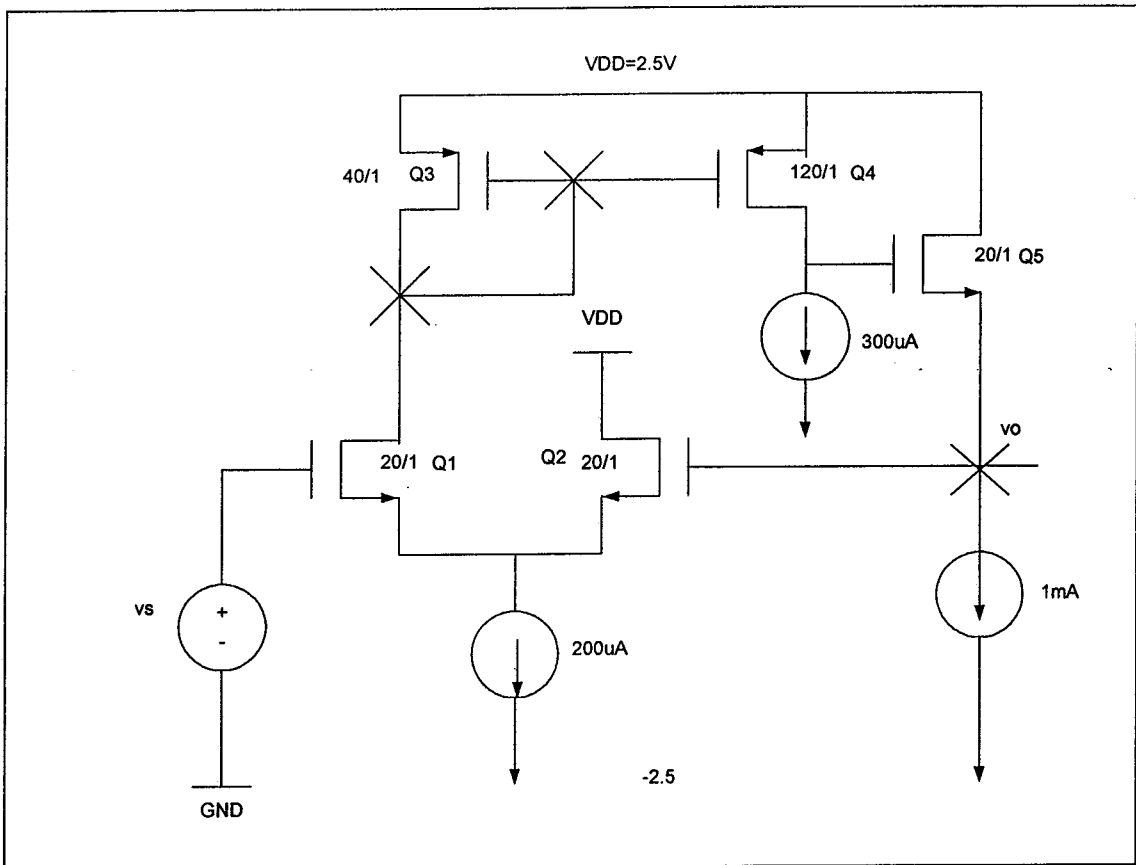 VDD=2.5V
40/1 Q3
120/1 Q4
20/1 Q5
VDD
300uA
20/1 Q1
Q2 20/1
vo
vs
+
-
200uA
1mA
-2.5
GND